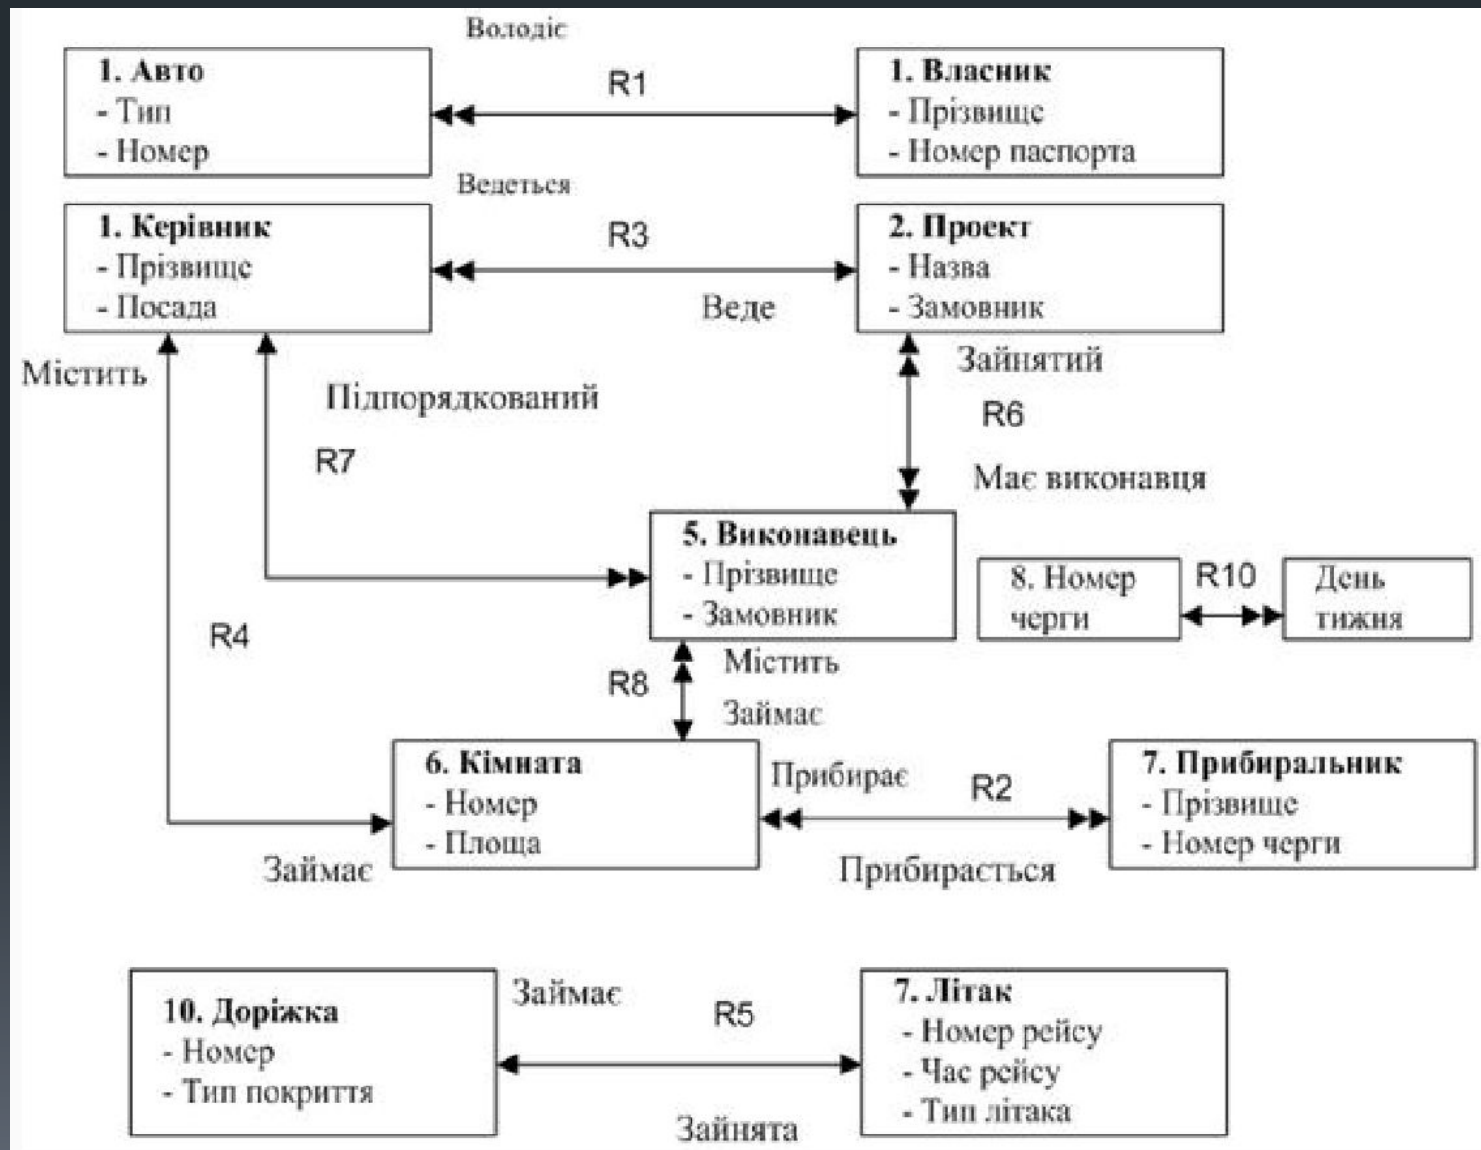 Володіє
1. Авто
- Тип
- Номер
R1
1. Власник
- Прізвище
- Номер паспорта
Ведеться
1. Керівник
- Прізвище
- Посада
R3
Веде
2. Проект
- Назва
- Замовник
Містить
Підпорядкований
R7
Зайнятий
R6
Має виконавця
R4
5. Виконавець
- Прізвище
- Замовник
8. Номер
черги
R10
День
тижня
R8
Містить
Займає
6. Кімната
- Номер
- Площа
Займає
Прибирає
R2
Прибирається
7. Прибиральник
- Прізвище
- Номер черги
10. Доріжка
- Номер
- Тип покриття
Займає
R5
Зайнята
7. Літак
- Номер рейсу
- Час рейсу
- Тип літака